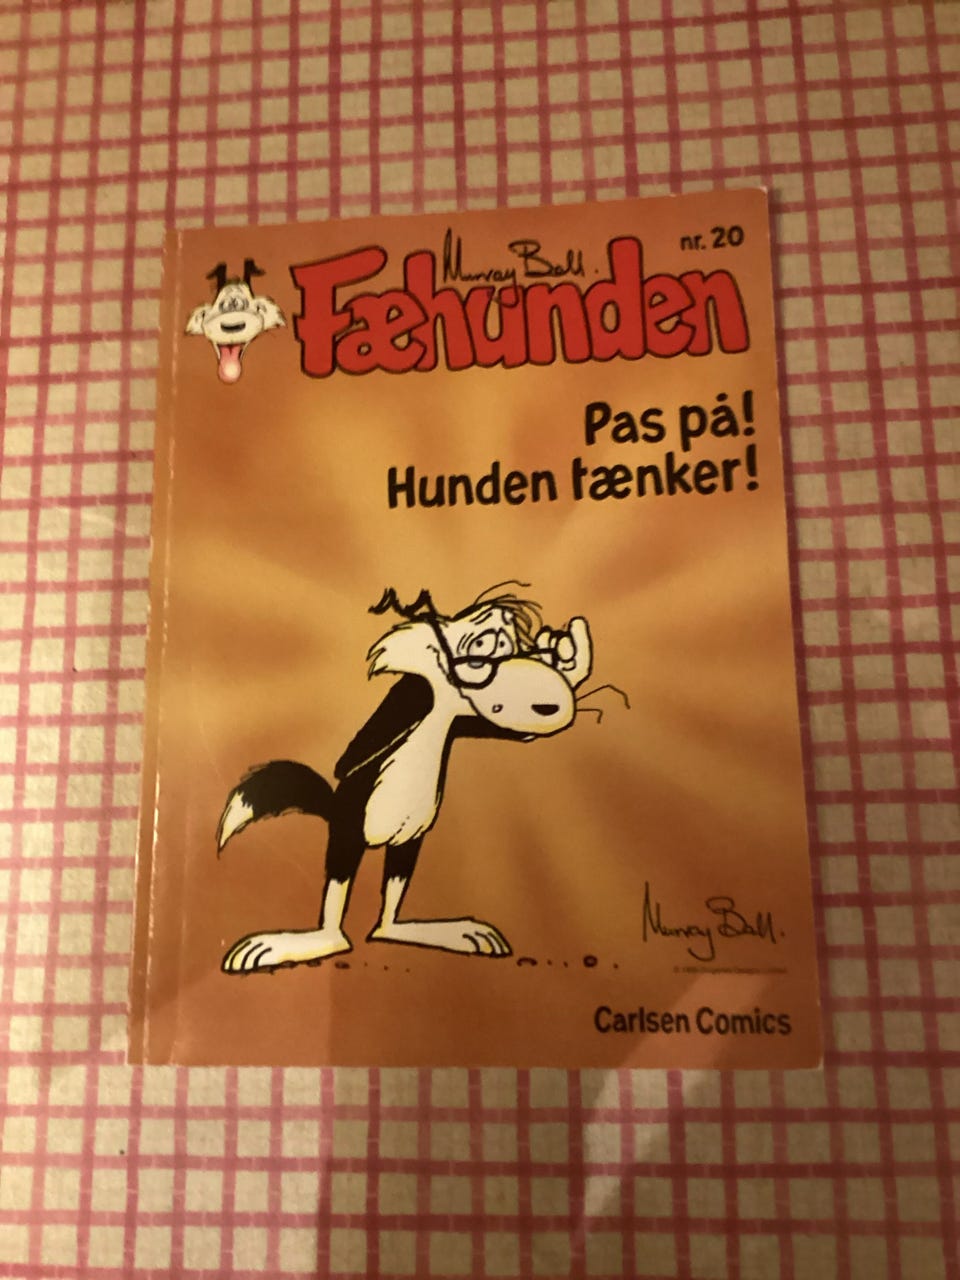 Murray Ball.
nr. 20
Fæhunden
Pas på!
Hunden tænker!
Murray Ball.
Carlsen Comics